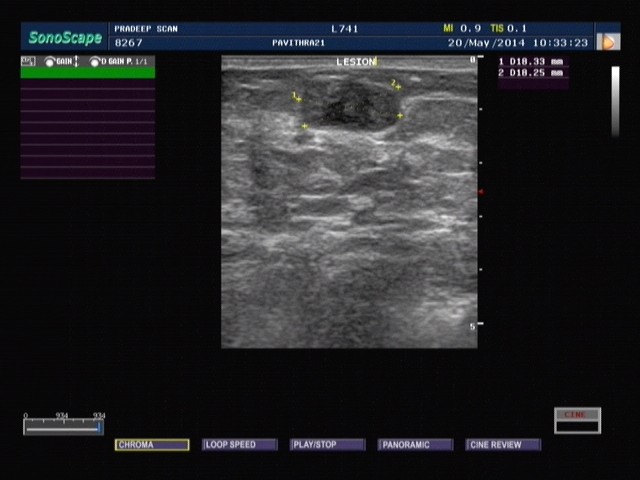 SonoScape
PRADEEP SCAN L741 MI 0.9 TIS 0.1
8267 PAVITHRA21 20/May/2014 10:33:23
GAIN D GAIN P. 1/1
LESION
0
1 D18.33 mm
2 D18.25 mm
1
2
5
0 934 934
CINE
CHROMA LOOP SPEED PLAY/STOP PANORAMIC CINE REVIEW